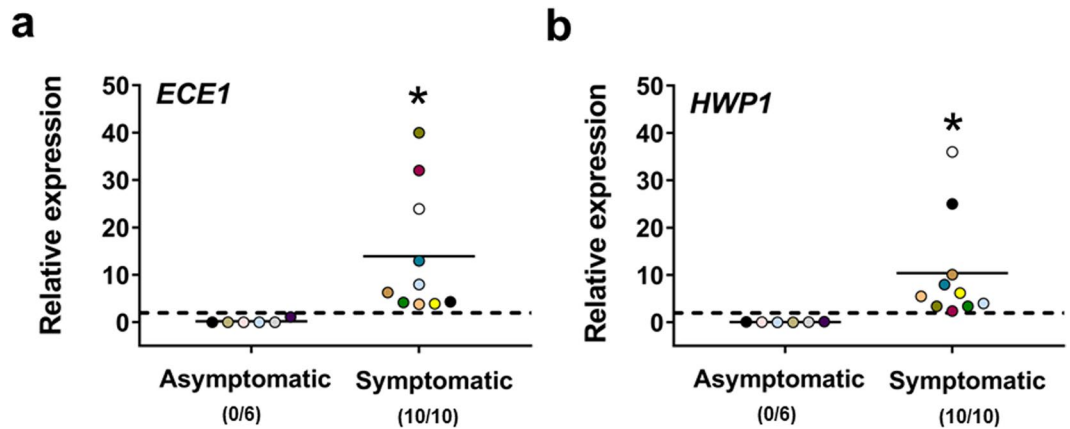 a
ECE1
*
Relative expression
50
40
30
20
10
0
Asymptomatic
(0/6)
Symptomatic
(10/10)
b
HWP1
*
Relative expression
50
40
30
20
10
0
Asymptomatic
(0/6)
Symptomatic
(10/10)